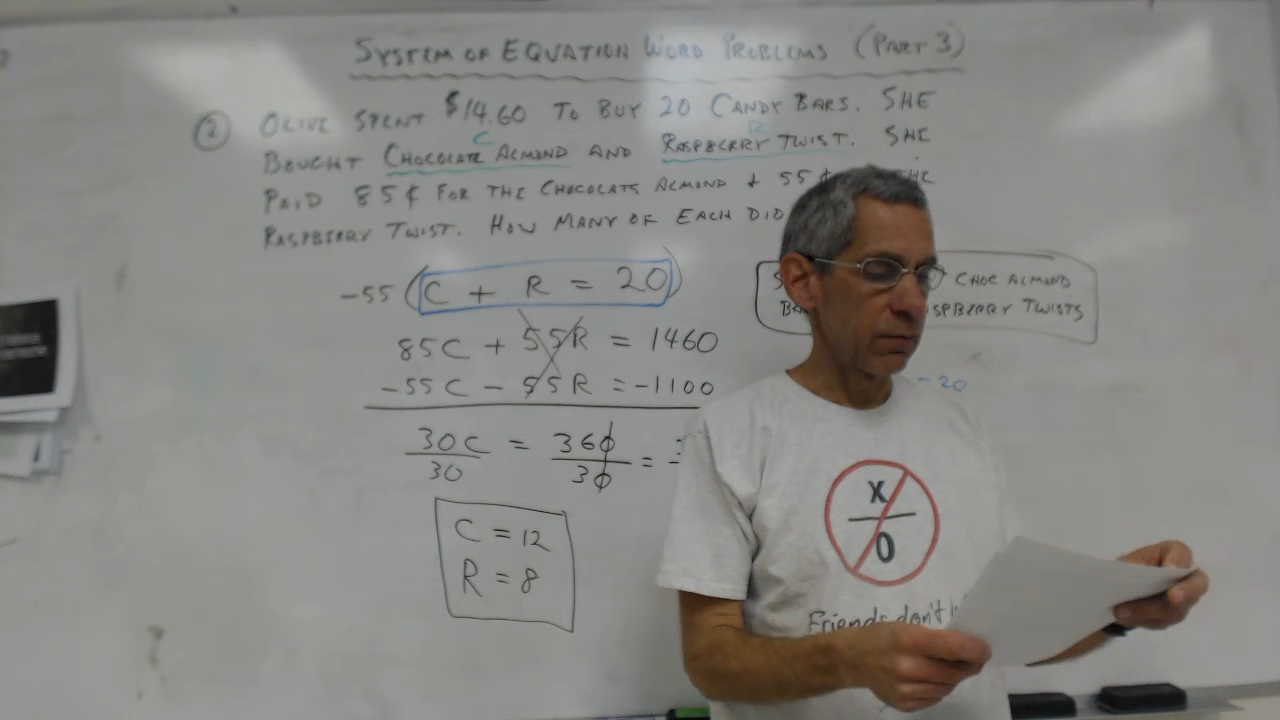 SYSTEM OF EQUATION WORD PROBLEMS (PART 3)
② OLIVE SPENT $14.60 TO BUY 20 CANDY BARS. SHE
C R
BOUGHT CHOCOLATE ALMOND AND RASPBERRY TWIST. SHE
PAID 85¢ FOR THE CHOCOLATE ALMOND + 55¢
RASPBERRY TWIST. HOW MANY OF EACH DID
-55 (C + R = 20)
85C + 55R = 1460
-55C - 55R = -1100
30C/30 = 360/30 =
C = 12
R = 8
CHOC ALMOND
TWISTS
- 20
X
0
Friends don't